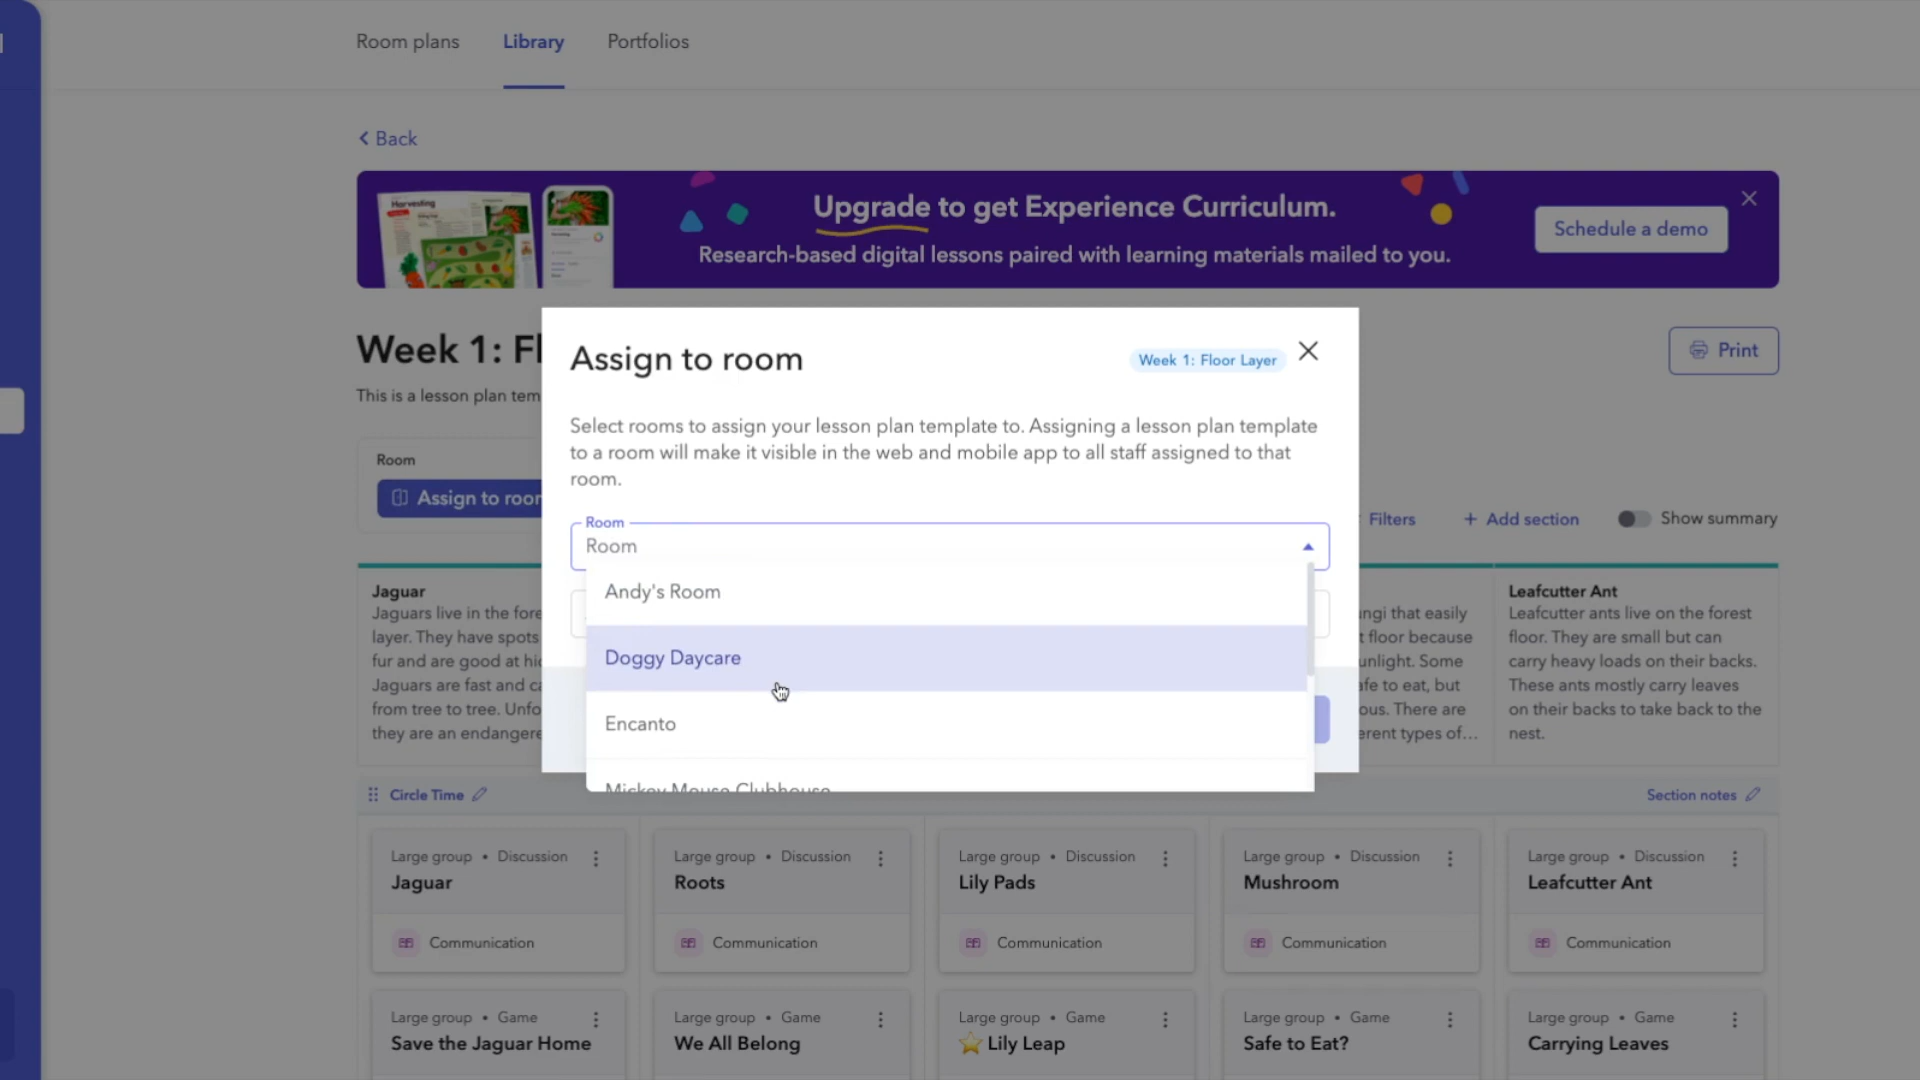 Room plans
Library
Portfolios
Back
Harvesting
Upgrade to get Experience Curriculum.
Research-based digital lessons paired with learning materials mailed to you.
Schedule a demo
Week 1: Fl
This is a lesson plan tem
Print
Room
Assign to room
Filters
+ Add section
Show summary
Assign to room
Week 1: Floor Layer
Select rooms to assign your lesson plan template to. Assigning a lesson plan template
to a room will make it visible in the web and mobile app to all staff assigned to that
room.
Room
Room
Andy's Room
Doggy Daycare
Encanto
Mickey Mouse Clubhouse
Jaguar
Jaguars live in the fore
layer. They have spots
fur and are good at hi
Jaguars are fast and c
from tree to tree. Unfo
they are an endangere
ngi that easily
t floor because
unlight. Some
afe to eat, but
ous. There are
erent types of...
Leafcutter Ant
Leafcutter ants live on the forest
floor. They are small but can
carry heavy loads on their backs.
These ants mostly carry leaves
on their backs to take back to the
nest.
Circle Time
Section notes
Large group • Discussion
Jaguar
Communication
Large group • Discussion
Roots
Communication
Large group • Discussion
Lily Pads
Communication
Large group • Discussion
Mushroom
Communication
Large group • Discussion
Leafcutter Ant
Communication
Large group • Game
Save the Jaguar Home
Large group • Game
We All Belong
Large group • Game
⭐ Lily Leap
Large group • Game
Safe to Eat?
Large group • Game
Carrying Leaves